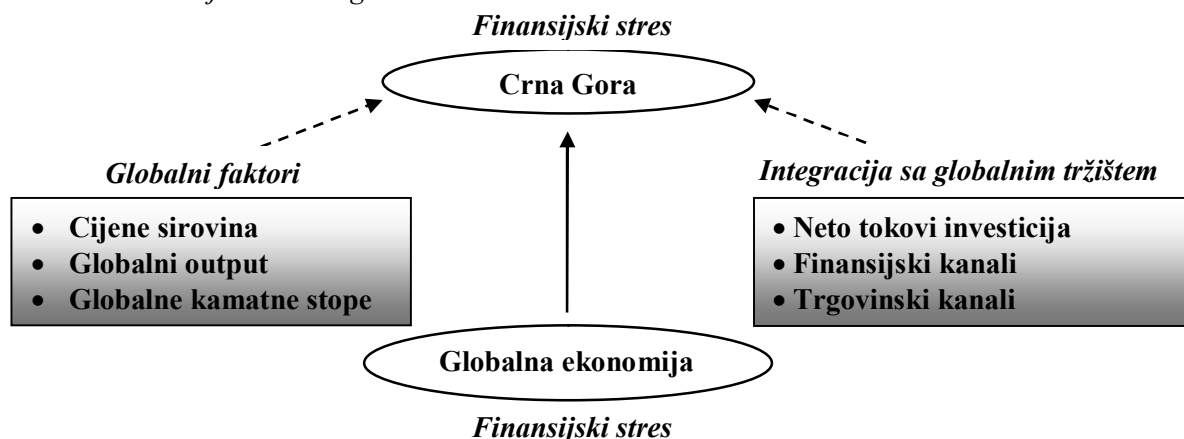 Finansijski stres
Crna Gora
Globalni faktori
Integracija sa globalnim tržištem
• Cijene sirovina
• Globalni output
• Globalne kamatne stope
• Neto tokovi investicija
• Finansijski kanali
• Trgovinski kanali
Globalna ekonomija
Finansijski stres